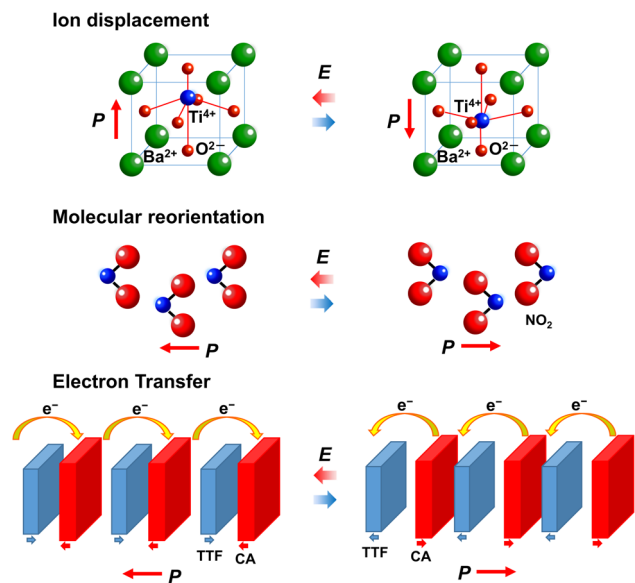 Ion displacement
E
P
Ti⁴⁺
Ba²⁺
O²⁻
P
Ti⁴⁺
Ba²⁺
O²⁻
Molecular reorientation
E
P
P
NO₂
Electron Transfer
e⁻ e⁻ e⁻
e⁻ e⁻ e⁻
E
TTF CA
TTF CA
P
P